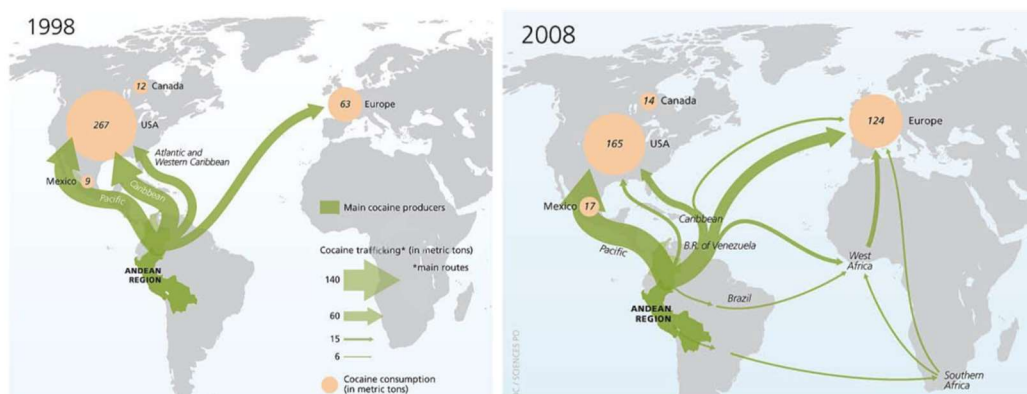 1998
12 Canada
267 USA
63 Europe
Atlantic and
Western Caribbean
Mexico 9
Pacific
Caribbean
ANDEAN
REGION
Main cocaine producers
Cocaine trafficking* (in metric tons)
*main routes
140
60
15
6
Cocaine consumption
(in metric tons)
2008
14 Canada
165 USA
124 Europe
Mexico 17
Caribbean
Pacific
B.R. of Venezuela
West
Africa
Brazil
ANDEAN
REGION
Southern
Africa
C / SCIENCES PO